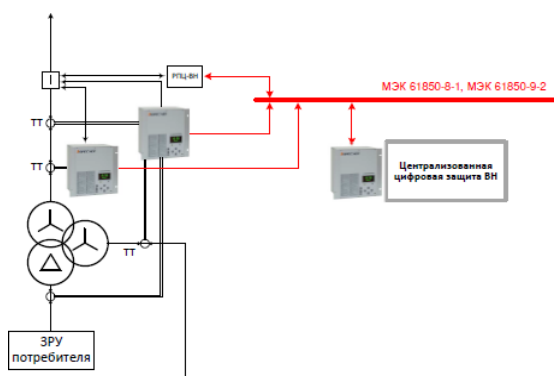 I
РПЦ-ВН
МЭК 61850-8-1, МЭК 61850-9-2
ТТ
ТТ
Централизованная
цифровая защита ВН
ТТ
ЗРУ
потребителя